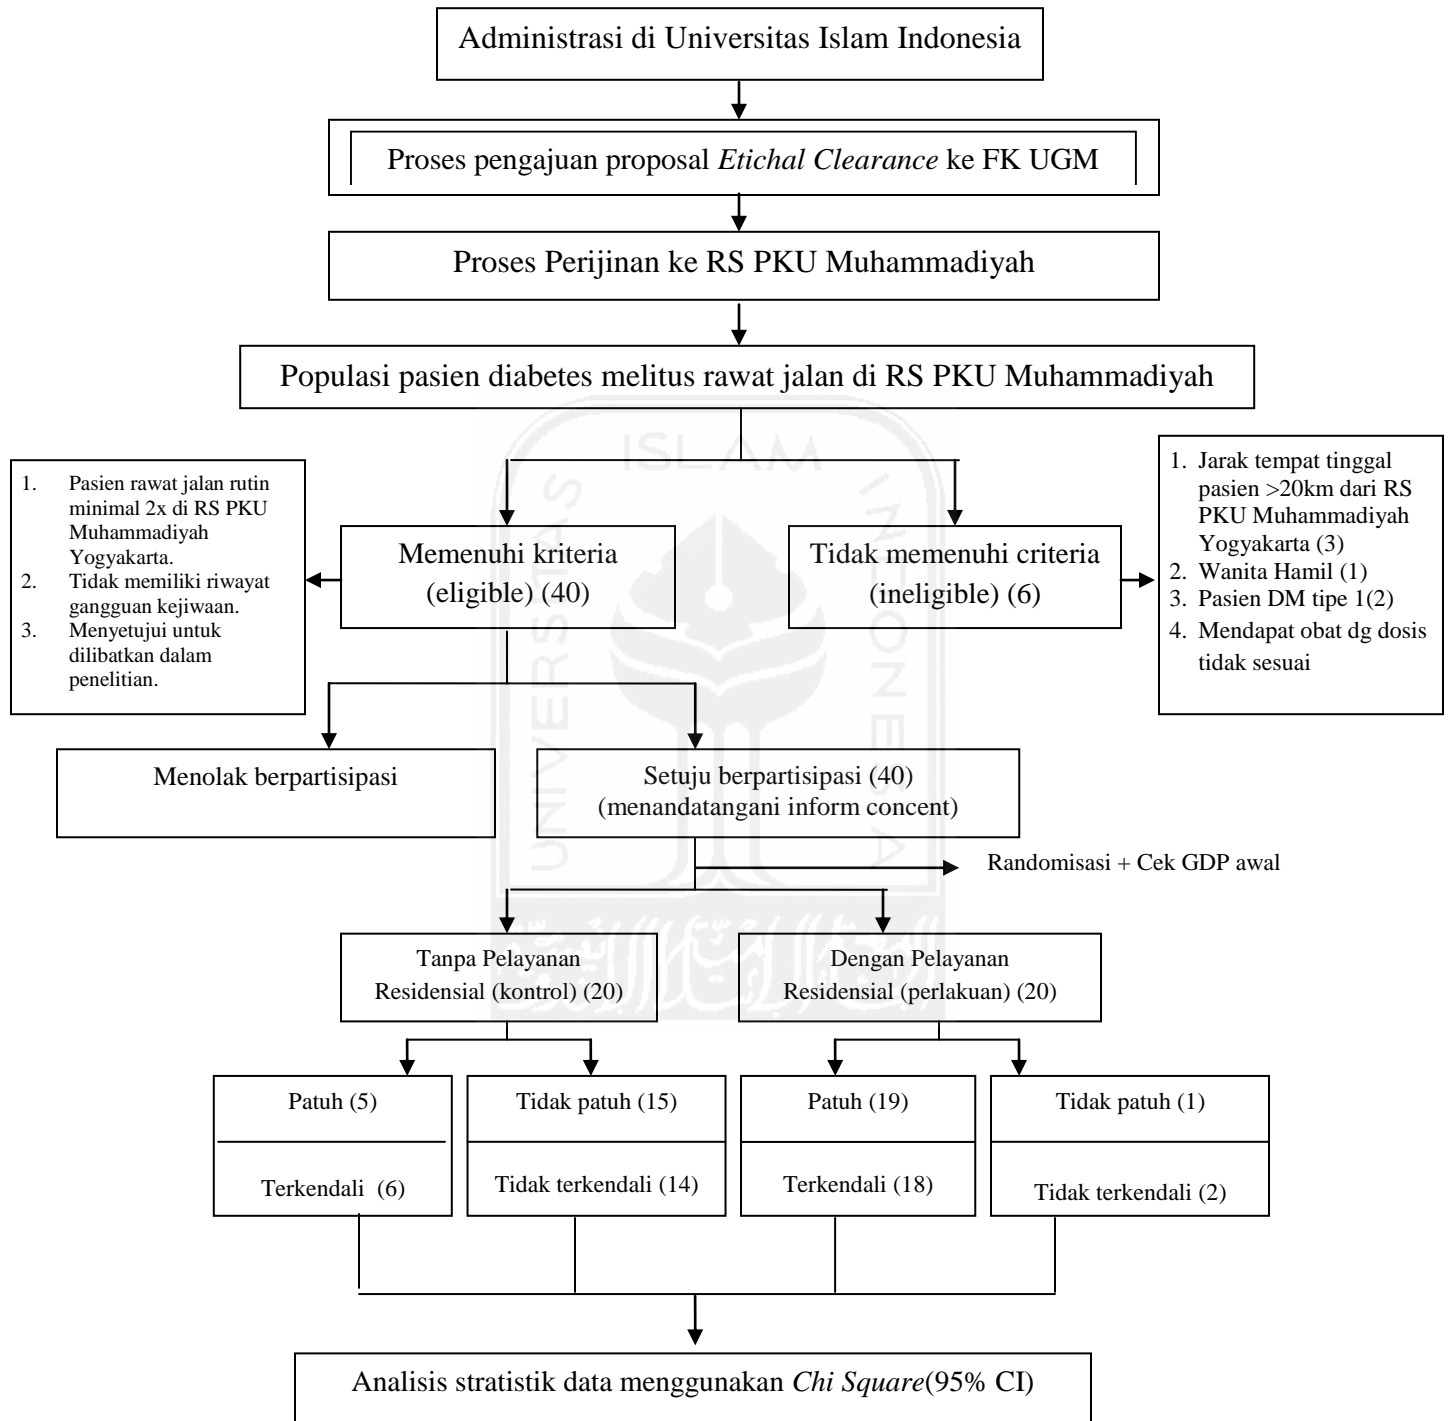 Administrasi di Universitas Islam Indonesia
Proses pengajuan proposal Etichal Clearance ke FK UGM
Proses Perijinan ke RS PKU Muhammadiyah
Populasi pasien diabetes melitus rawat jalan di RS PKU Muhammadiyah
1. Pasien rawat jalan rutin
minimal 2x di RS PKU
Muhammadiyah
Yogyakarta.
2. Tidak memiliki riwayat
gangguan kejiwaan.
3. Menyetujui untuk
dilibatkan dalam
penelitian.
Memenuhi kriteria
(eligible) (40)
Tidak memenuhi criteria
(ineligible) (6)
1. Jarak tempat tinggal
pasien >20km dari RS
PKU Muhammadiyah
Yogyakarta (3)
2. Wanita Hamil (1)
3. Pasien DM tipe 1(2)
4. Mendapat obat dg dosis
tidak sesuai
Menolak berpartisipasi
Setuju berpartisipasi (40)
(menandatangani inform concent)
Randomisasi + Cek GDP awal
Tanpa Pelayanan
Residensial (kontrol) (20)
Dengan Pelayanan
Residensial (perlakuan) (20)
Patuh (5)
Terkendali (6)
Tidak patuh (15)
Tidak terkendali (14)
Patuh (19)
Terkendali (18)
Tidak patuh (1)
Tidak terkendali (2)
Analisis stratistik data menggunakan Chi Square(95% CI)
UNIVERSITAS
ISLAM
INDONESIA